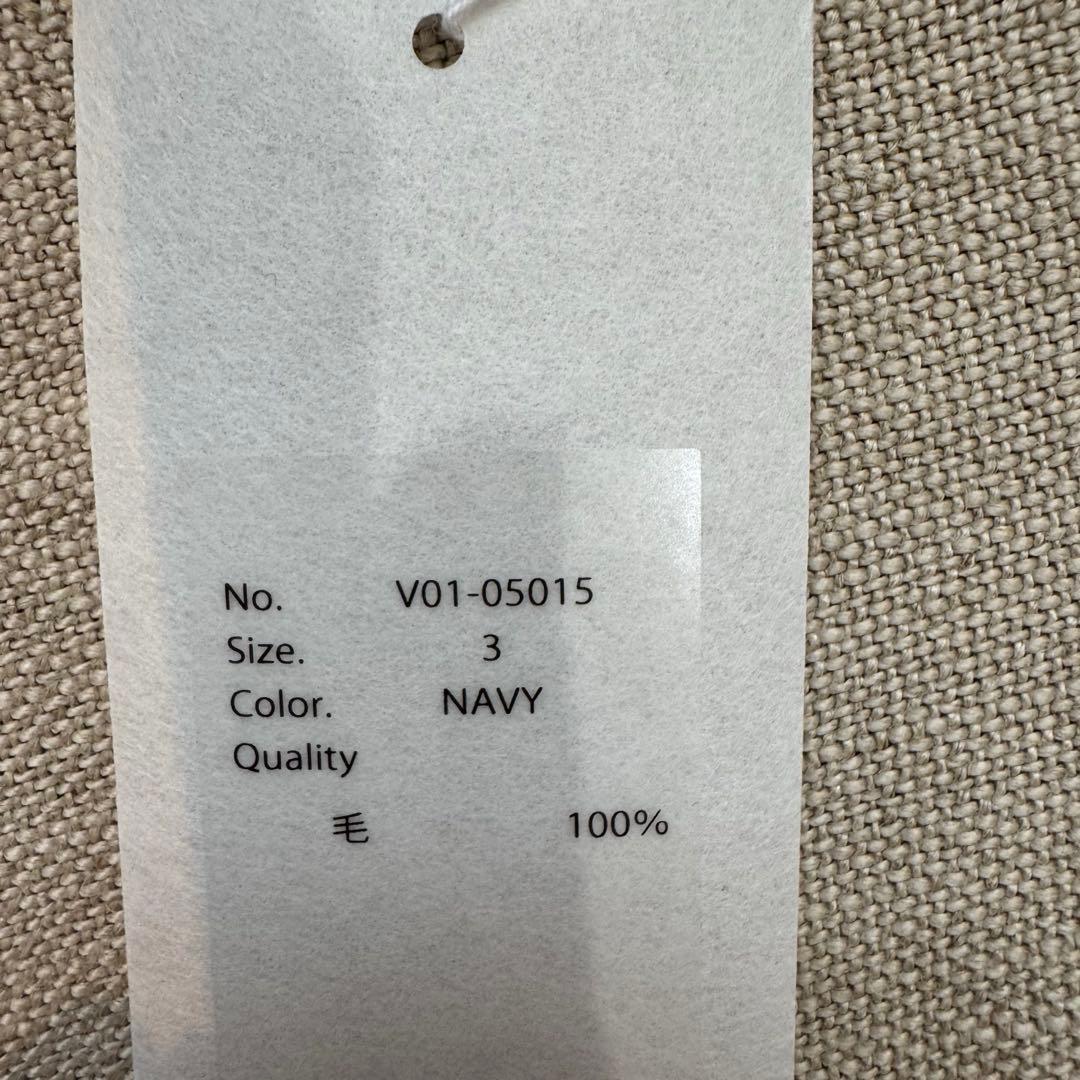 No. V01-05015
Size. 3
Color. NAVY
Quality
毛 100%